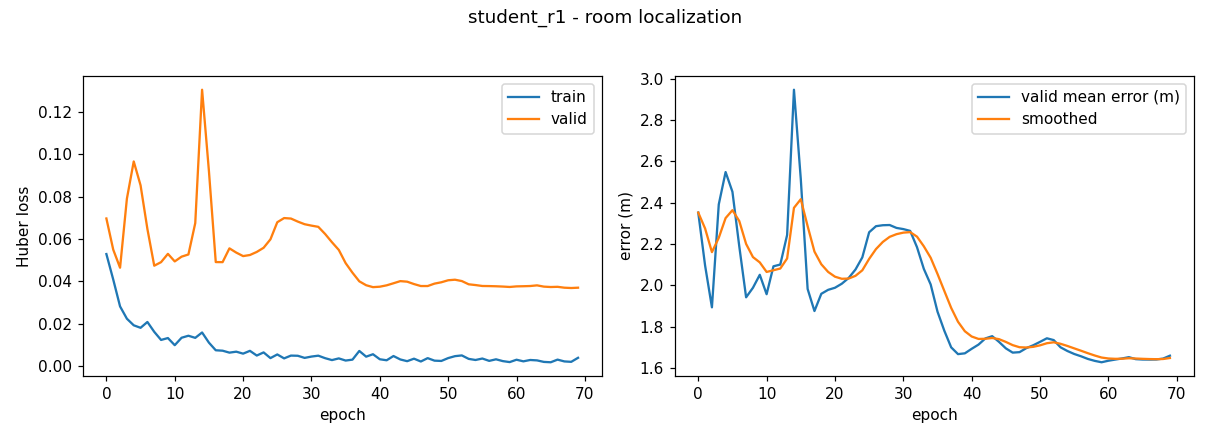 student_r1 - room localization
Huber loss
0.12
0.10
0.08
0.06
0.04
0.02
0.00
0 10 20 30 40 50 60 70
epoch
train
valid
error (m)
3.0
2.8
2.6
2.4
2.2
2.0
1.8
1.6
0 10 20 30 40 50 60 70
epoch
valid mean error (m)
smoothed